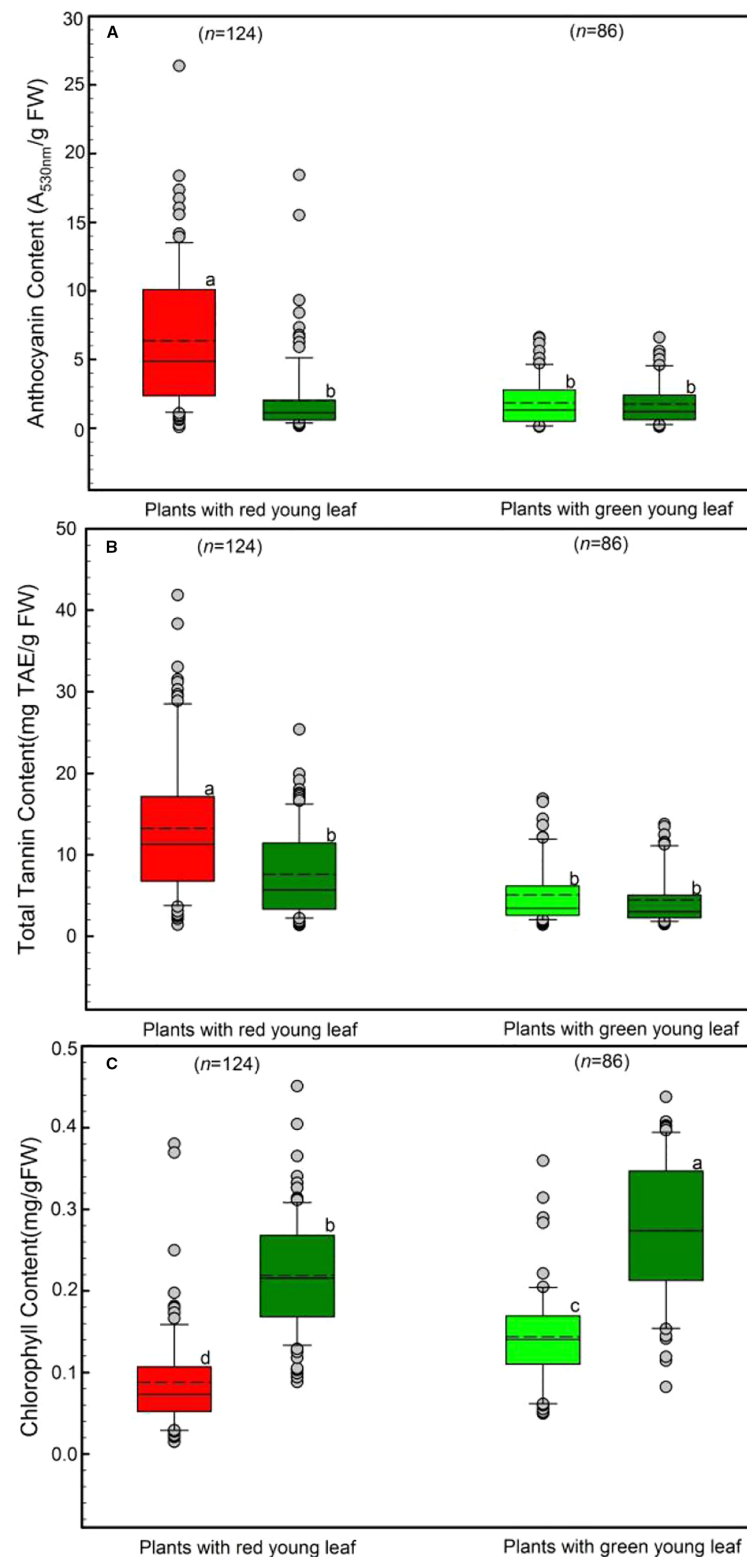 A
(n=124)
(n=86)
30
25
20
15
10
5
0
Anthocyanin Content (A530nm/g FW)
a
b
b
b
Plants with red young leaf
Plants with green young leaf
B
(n=124)
(n=86)
50
40
30
20
10
0
Total Tannin Content(mg TAE/g FW)
a
b
b
b
Plants with red young leaf
Plants with green young leaf
C
(n=124)
(n=86)
0.5
0.4
0.3
0.2
0.1
0.0
Chlorophyll Content(mg/gFW)
d
b
c
a
Plants with red young leaf
Plants with green young leaf